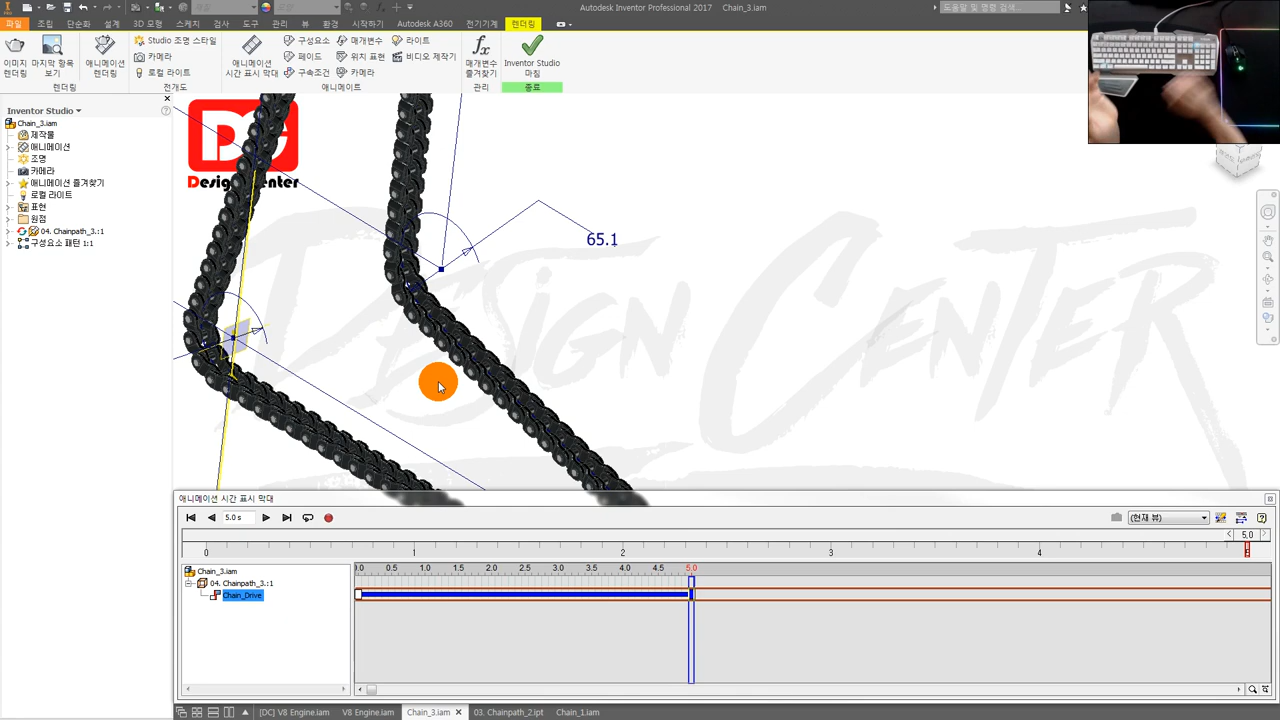 Autodesk Inventor Professional 2017   Chain_3.iam
도움말 및 명령 검색...
파일 단순화 설계 3D 모형 스케치 검사 도구 관리 뷰 환경 시작하기 Autodesk A360 전기기계 렌더링
이미지 렌더링
마지막 항목 보기
애니메이션 렌더링
렌더링
Studio 조명 스타일
카메라
로컬 라이트
전개도
애니메이션 시간 표시 막대
구성요소
페이드
구속조건
매개변수
위치 표현
카메라
라이트
비디오 제작기
애니메이트
매개변수 즐겨찾기
관리
Inventor Studio 마침
종료
Inventor Studio
Chain_3.iam
제작물
애니메이션
조명
카메라
애니메이션 즐겨찾기
로컬 라이트
표현
원점
04. Chainpath_3.:1
구성요소 패턴 1:1
DC
Design Center
65.1
DESIGN CENTER
애니메이션 시간 표시 막대
5.0 s
(현재 뷰)
5.0
0 1 2 3 4
Chain_3.iam
04. Chainpath_3.:1
Chain_Drive
0.0 0.5 1.0 1.5 2.0 2.5 3.0 3.5 4.0 4.5 5.0
[DC] V8 Engine.iam V8 Engine.iam Chain_3.iam 03. Chainpath_2.ipt Chain_1.iam